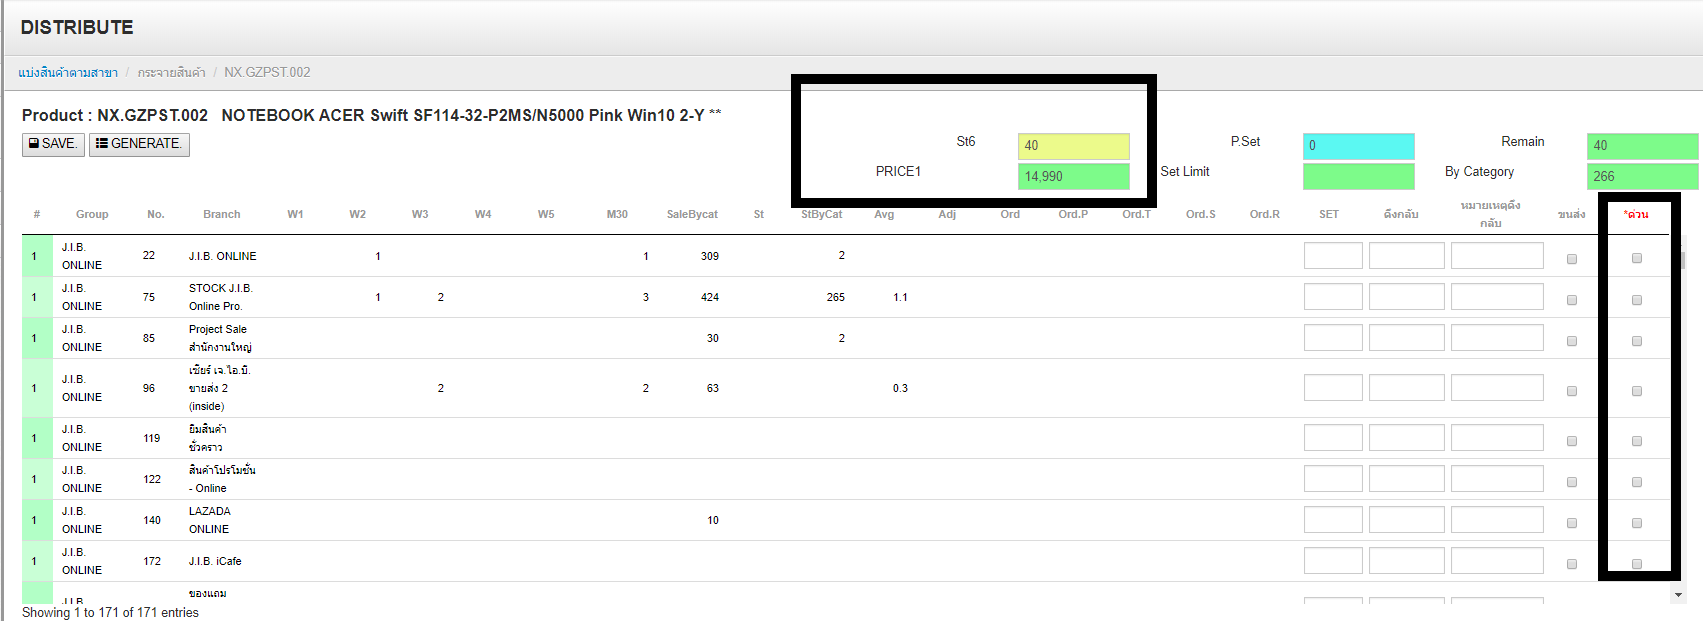 DISTRIBUTE
แบ่งสินค้าตามสาขา / กระจายสินค้า / NX.GZPST.002
Product : NX.GZPST.002 NOTEBOOK ACER Swift SF114-32-P2MS/N5000 Pink Win10 2-Y **
SAVE. GENERATE.
St6 40 P.Set 0 Remain 40
PRICE1 14,990 Set Limit By Category 266
# Group No. Branch W1 W2 W3 W4 W5 M30 SaleBycat St StByCat Avg Adj Ord Ord.P Ord.T Ord.S Ord.R SET ดึงกลับ หมายเหตุดึงกลับ ขนส่ง *ด่วน
1 J.I.B. ONLINE 22 J.I.B. ONLINE 1 1 309 2
1 J.I.B. ONLINE 75 STOCK J.I.B. Online Pro. 1 2 3 424 265 1.1
1 J.I.B. ONLINE 85 Project Sale สำนักงานใหญ่ 30 2
1 J.I.B. ONLINE 96 เซียร์ เจ.ไอ.บี. ขายส่ง 2 (inside) 2 2 63 0.3
1 J.I.B. ONLINE 119 ยืมสินค้า ชั่วคราว
1 J.I.B. ONLINE 122 สินค้าโปรโมชั่น - Online
1 J.I.B. ONLINE 140 LAZADA ONLINE 10
1 J.I.B. ONLINE 172 J.I.B. iCafe
J.I.B. ของแถม
Showing 1 to 171 of 171 entries